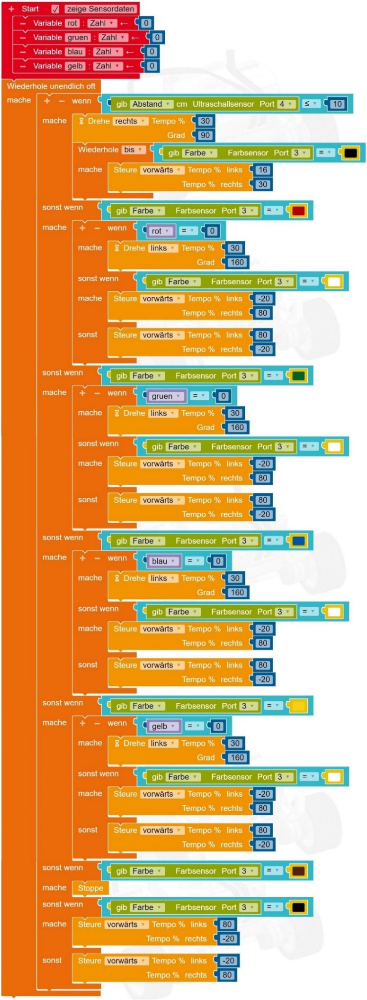 + Start ✓ zeige Sensordaten
− Variable rot : Zahl ← 0
− Variable gruen : Zahl ← 0
− Variable blau : Zahl ← 0
− Variable gelb : Zahl ← 0
Wiederhole unendlich oft
mache + − wenn gib Abstand cm Ultraschallsensor Port 4 ≤ 10
mache Drehe rechts Tempo % 30
Grad 90
Wiederhole bis gib Farbe Farbsensor Port 3 =
mache Steure vorwärts Tempo % links 16
Tempo % rechts 30
sonst wenn gib Farbe Farbsensor Port 3 =
mache + − wenn rot = 0
mache Drehe links Tempo % 30
Grad 160
sonst wenn gib Farbe Farbsensor Port 3 =
mache Steure vorwärts Tempo % links -20
Tempo % rechts 80
sonst Steure vorwärts Tempo % links 80
Tempo % rechts -20
sonst wenn gib Farbe Farbsensor Port 3 =
mache + − wenn gruen = 0
mache Drehe links Tempo % 30
Grad 160
sonst wenn gib Farbe Farbsensor Port 3 =
mache Steure vorwärts Tempo % links -20
Tempo % rechts 80
sonst Steure vorwärts Tempo % links 80
Tempo % rechts -20
sonst wenn gib Farbe Farbsensor Port 3 =
mache + − wenn blau = 0
mache Drehe links Tempo % 30
Grad 160
sonst wenn gib Farbe Farbsensor Port 3 =
mache Steure vorwärts Tempo % links -20
Tempo % rechts 80
sonst Steure vorwärts Tempo % links 80
Tempo % rechts -20
sonst wenn gib Farbe Farbsensor Port 3 =
mache + − wenn gelb = 0
mache Drehe links Tempo % 30
Grad 160
sonst wenn gib Farbe Farbsensor Port 3 =
mache Steure vorwärts Tempo % links -20
Tempo % rechts 80
sonst Steure vorwärts Tempo % links 80
Tempo % rechts -20
sonst wenn gib Farbe Farbsensor Port 3 =
mache Stoppe
sonst wenn gib Farbe Farbsensor Port 3 =
mache Steure vorwärts Tempo % links 80
Tempo % rechts -20
sonst Steure vorwärts Tempo % links -20
Tempo % rechts 80